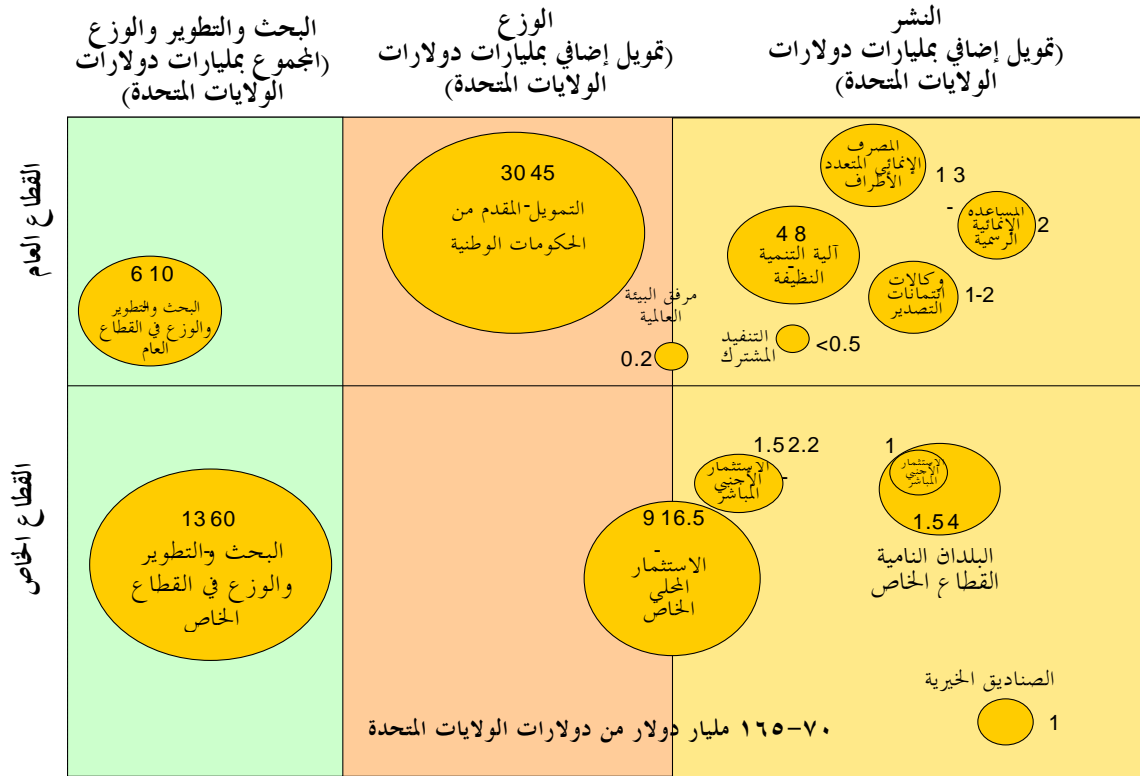 البحث والتطوير والوزع
(المجموع بمليارات دولارات
الولايات المتحدة)
الوزع
(تمويل إضافي بمليارات دولارات
الولايات المتحدة)
النشر
(تمويل إضافي بمليارات دولارات
الولايات المتحدة)
القطاع العام
6 10
البحث والتطوير
والوزع في القطاع
العام
30 45
التمويل-المقدم من
الحكومات الوطنية
مرفق البيئة
العالمية
0.2
المصرف
الإنمائي المتعدد
الأطراف
1 3
-
المساعده
الإنمائية
الرسمية
2
4 8
آلية التنمية
-
النظيفة
وكالات
ائتمانات
التصدير
1-2
التنفيد
المشترك
<0.5
القطاع الخاص
13 60
البحث والتطوير
والوزع في القطاع
الخاص
9 16.5
-
الاستثمار
المحلي
الخاص
1.5 2.2
-
الاستثمار
الأجنبي
المباشر
1
الاستثمار
الأجنبي
المباشر
1.5 4
البلدان النامية
القطاع الخاص
الصناديق الخيرية
1
٧٠-١٦٥ مليار دولار من دولارات الولايات المتحدة